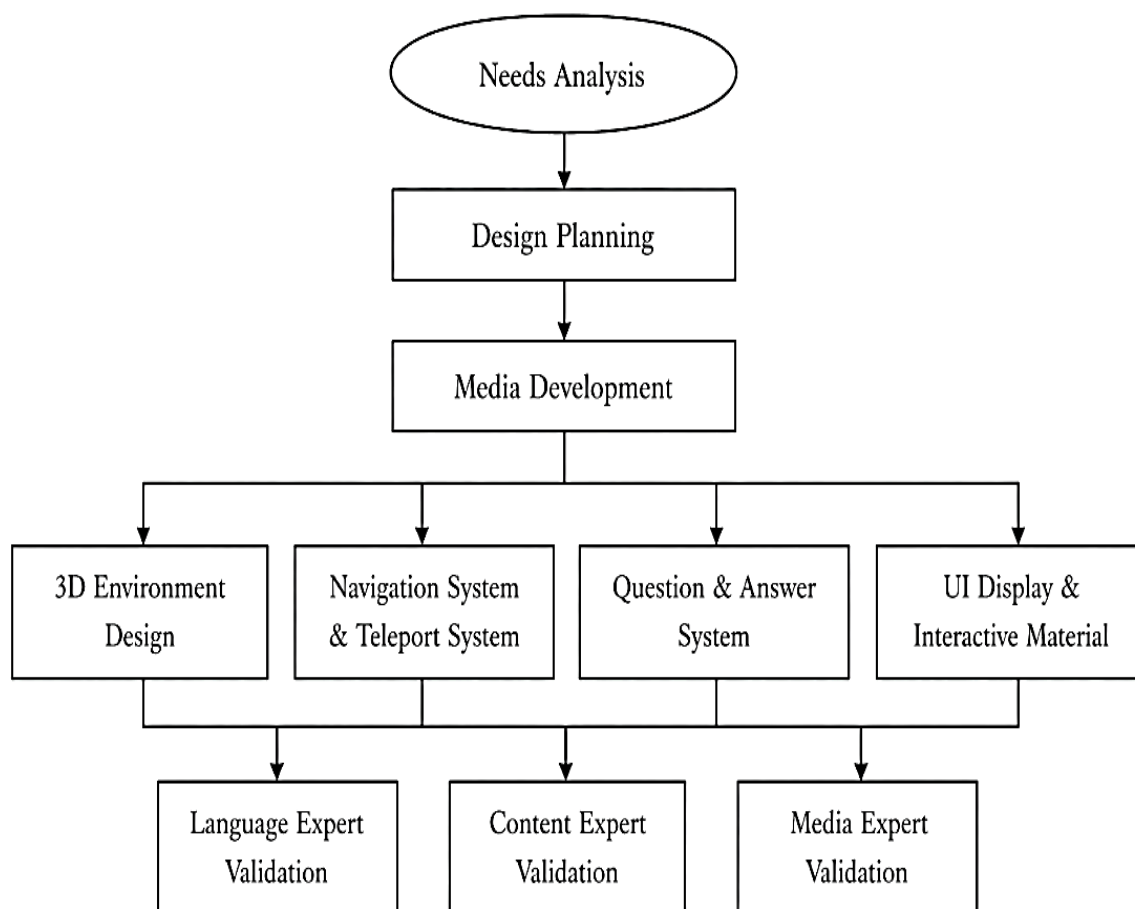 Needs Analysis
Design Planning
Media Development
3D Environment
Design
Navigation System
& Teleport System
Question & Answer
System
UI Display &
Interactive Material
Language Expert
Validation
Content Expert
Validation
Media Expert
Validation